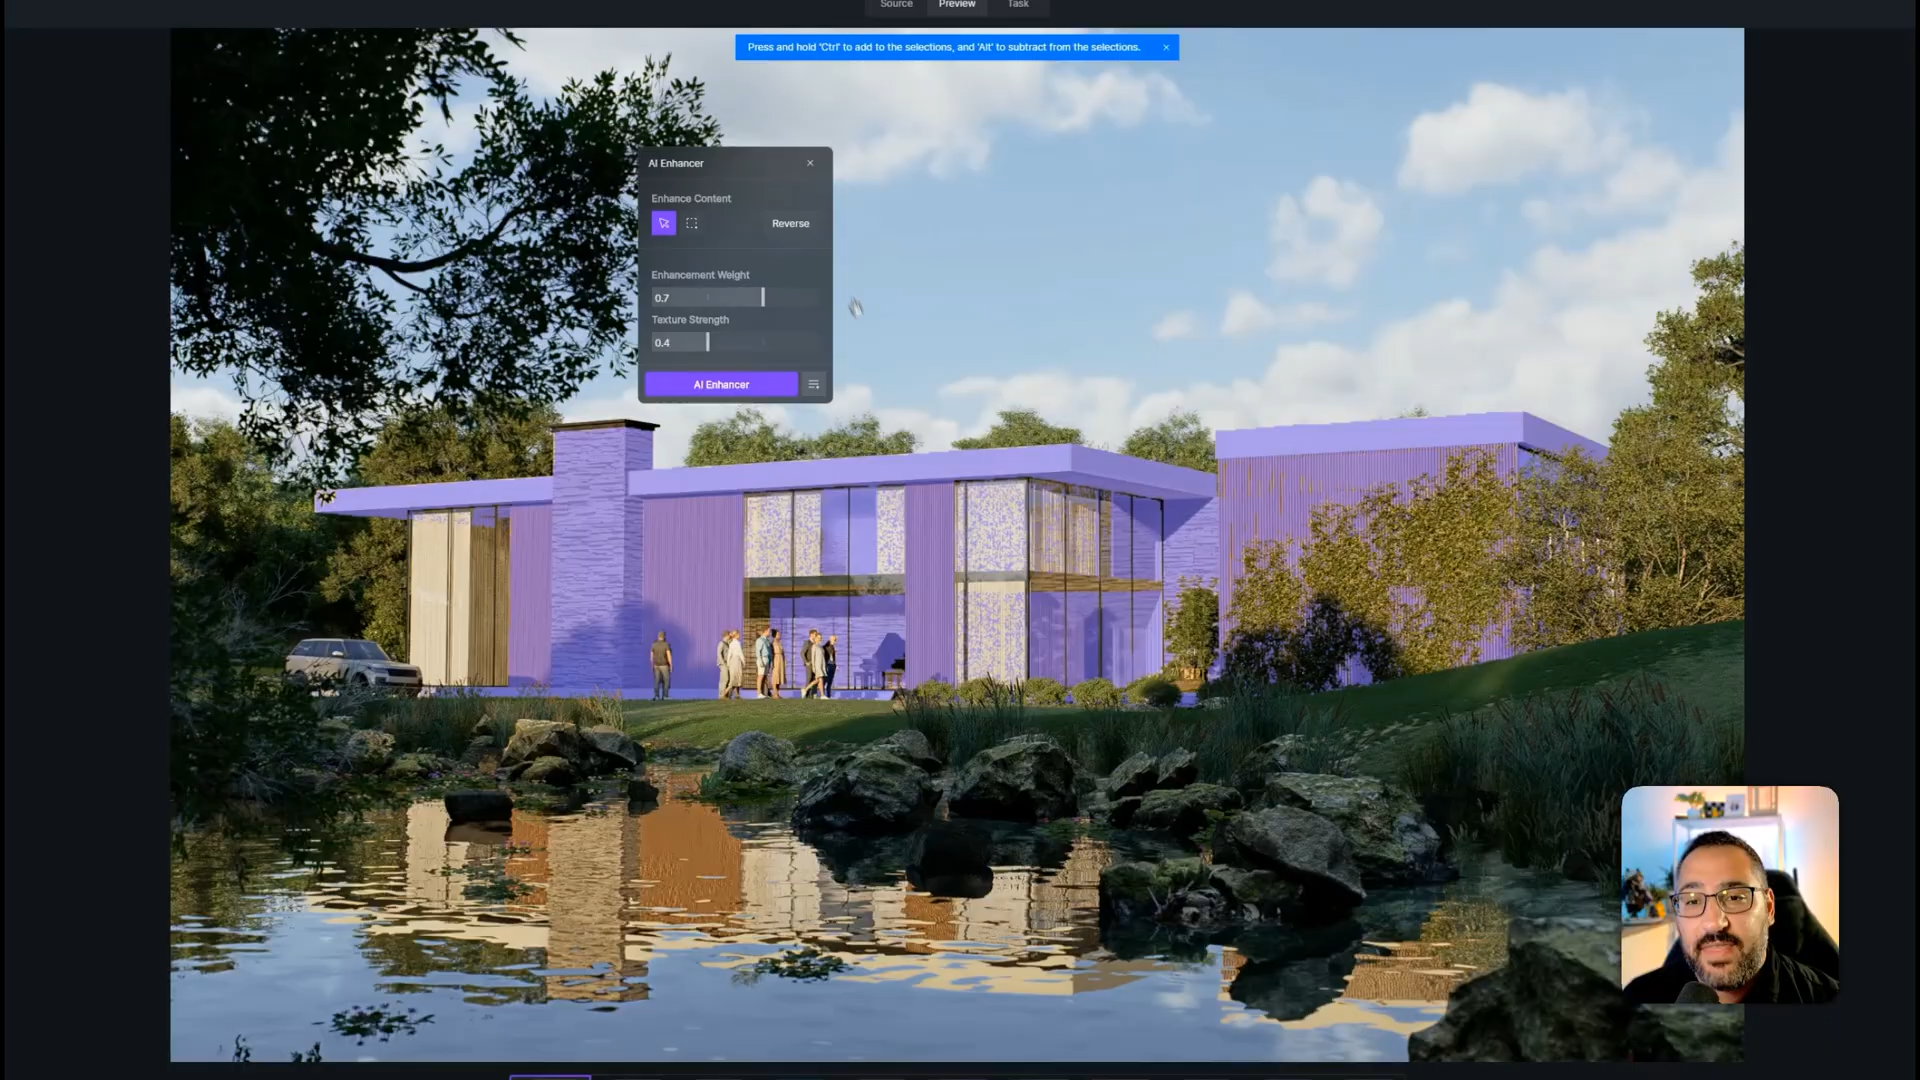 Source Preview Task
Press and hold 'Ctrl' to add to the selections, and 'Alt' to subtract from the selections.
AI Enhancer
Enhance Content
Reverse
Enhancement Weight
0.7
Texture Strength
0.4
AI Enhancer